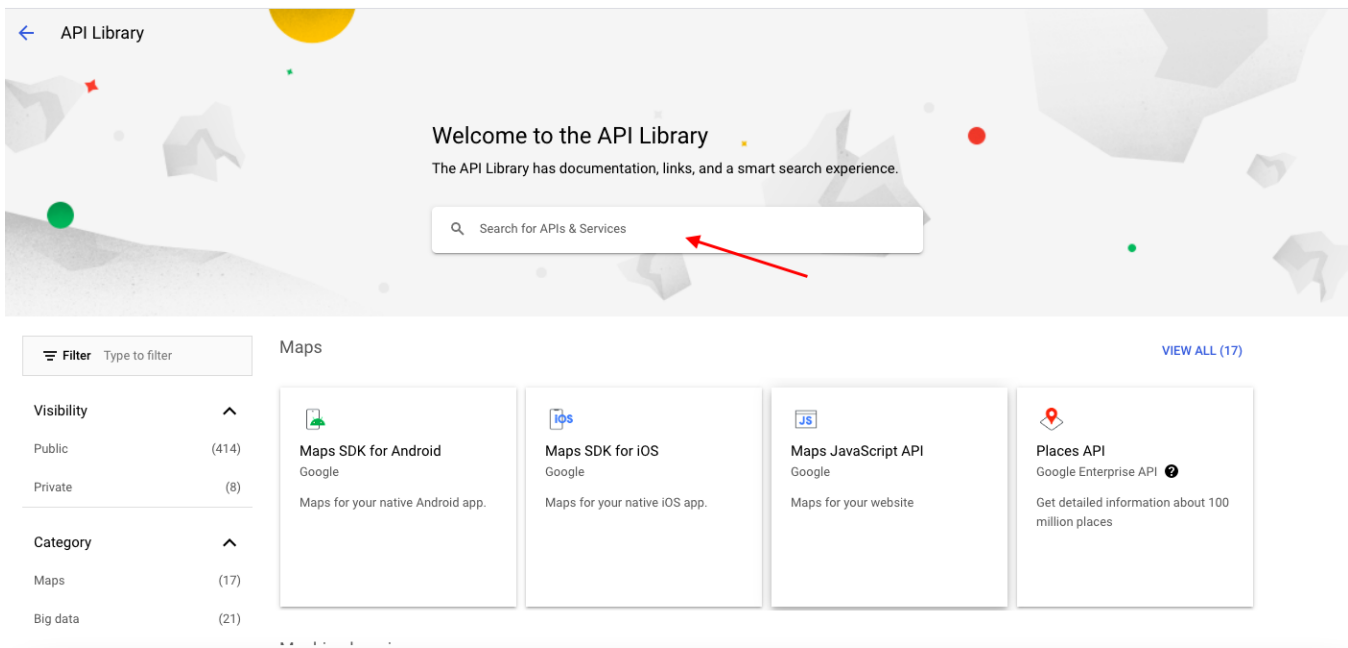 API Library
Welcome to the API Library
The API Library has documentation, links, and a smart search experience.
Search for APIs & Services
Filter Type to filter
Visibility
Public (414)
Private (8)
Category
Maps (17)
Big data (21)
Maps
VIEW ALL (17)
Maps SDK for Android
Google
Maps for your native Android app.
iOS
Maps SDK for iOS
Google
Maps for your native iOS app.
JS
Maps JavaScript API
Google
Maps for your website
Places API
Google Enterprise API ?
Get detailed information about 100
million places